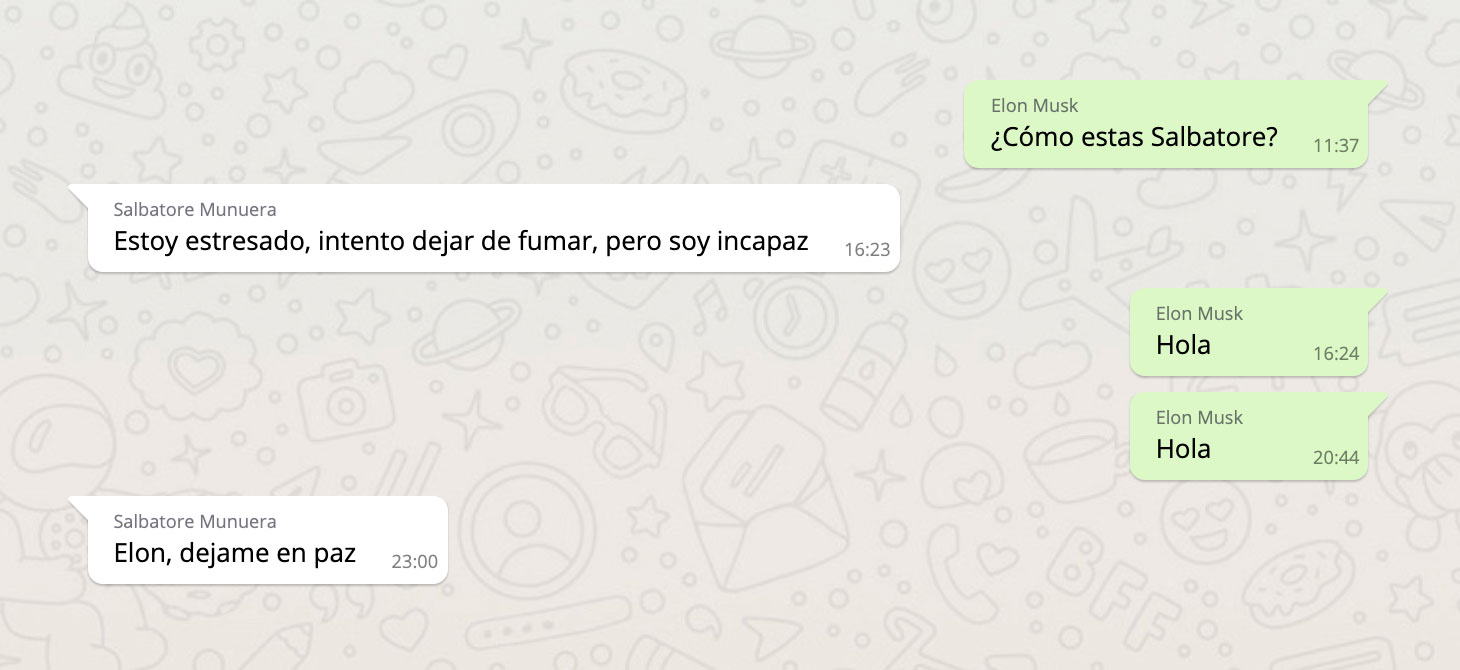 Elon Musk
¿Cómo estas Salbatore?
11:37
Salbatore Munuera
Estoy estresado, intento dejar de fumar, pero soy incapaz
16:23
Elon Musk
Hola
16:24
Elon Musk
Hola
20:44
Salbatore Munuera
Elon, dejame en paz
23:00
BFF